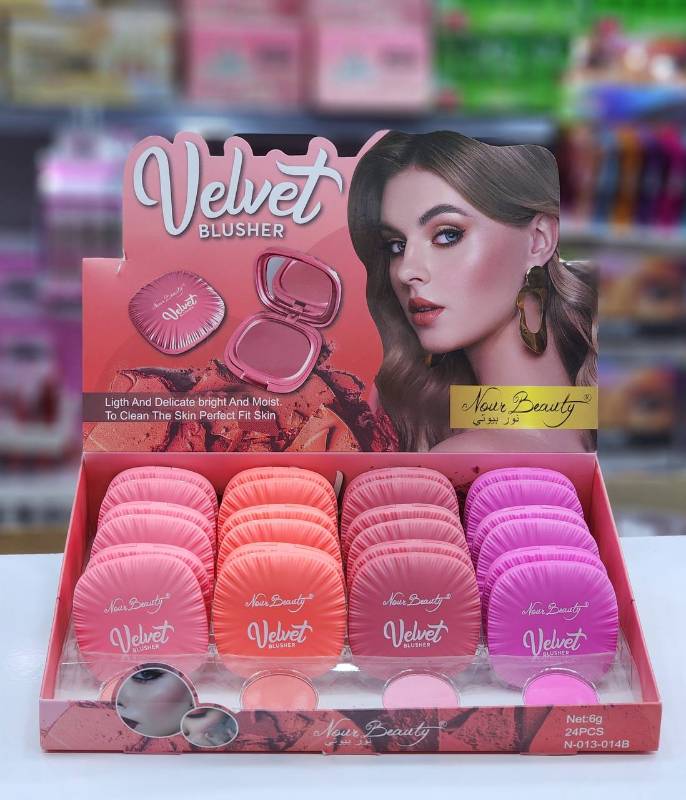 Velvet
BLUSHER
Nour Beauty®
Velvet
Ligth And Delicate bright And Moist.
To Clean The Skin Perfect Fit Skin
Nour Beauty®
نور بيوتي
Nour Beauty®
Velvet
BLUSHER
Nour Beauty®
Velvet
BLUSHER
Nour Beauty®
Velvet
BLUSHER
Nour Beauty®
Velvet
BLUSHER
Nour Beauty®
نور بيوتي
Net:6g
24PCS
N-013-014B